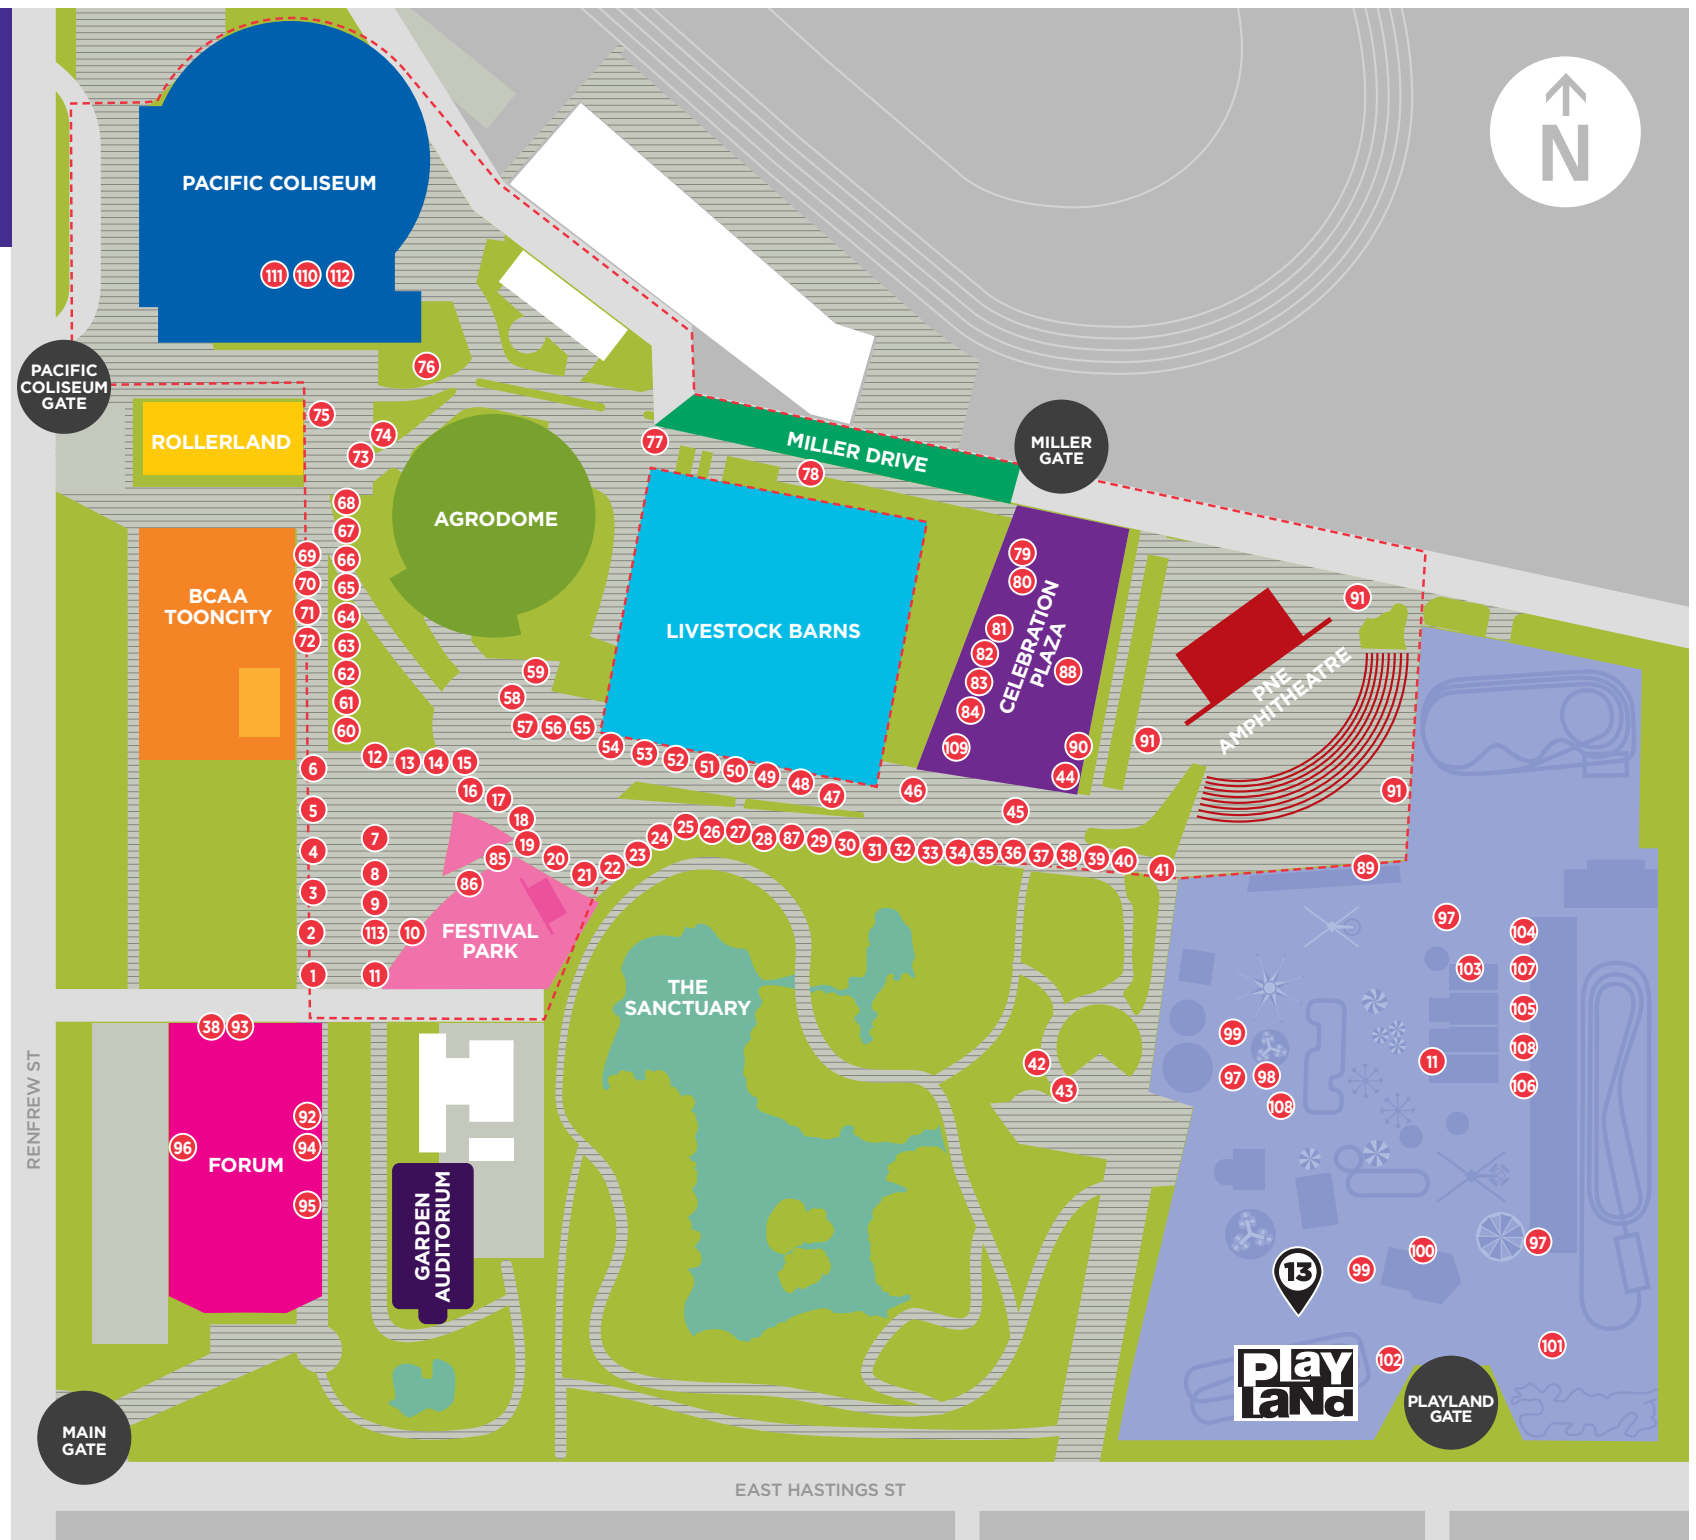 N
PACIFIC COLISEUM
111 110 112
PACIFIC
COLISEUM
GATE
76
75
ROLLERLAND
74
73
77
MILLER DRIVE
78
MILLER
GATE
68
67
66
65
64
63
62
61
60
AGRODOME
69
70
71
72
BCAA
TOONCITY
LIVESTOCK BARNS
79
80
81
82
83
84
109
CELEBRATION
PLAZA
88
90
44
91
91
91
PNE
AMPHITHEATRE
59
58
57 56 55
54 53 52 51 50 49 48 47
46
45
12 13 14 15
16 17
18
19
20
21 22 23 24 25 26 27 28 87 29 30 31 32 33 34 35 36 37 38 39 40 41
89
6
5
4
3
2
1
7
8
9
113 10
11
85
86
FESTIVAL
PARK
THE
SANCTUARY
38 93
92
96
94
FORUM
95
GARDEN
AUDITORIUM
RENFREW ST
42
43
97
104
103 107
105
99
108
11
97 98
106
108
100
97
99
13
101
102
PLAY
LAND
PLAYLAND
GATE
MAIN
GATE
EAST HASTINGS ST